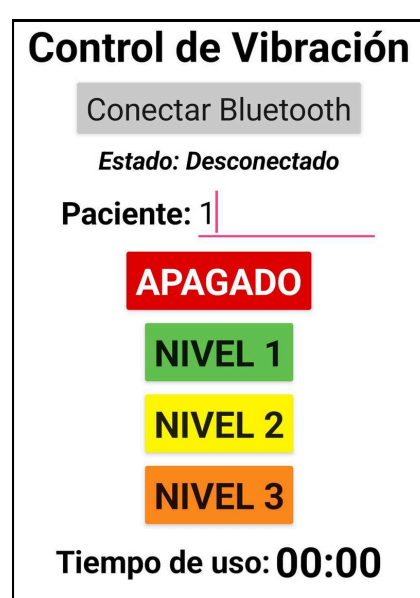 Control de Vibración
Conectar Bluetooth
Estado: Desconectado
Paciente: 1
APAGADO
NIVEL 1
NIVEL 2
NIVEL 3
Tiempo de uso: 00:00